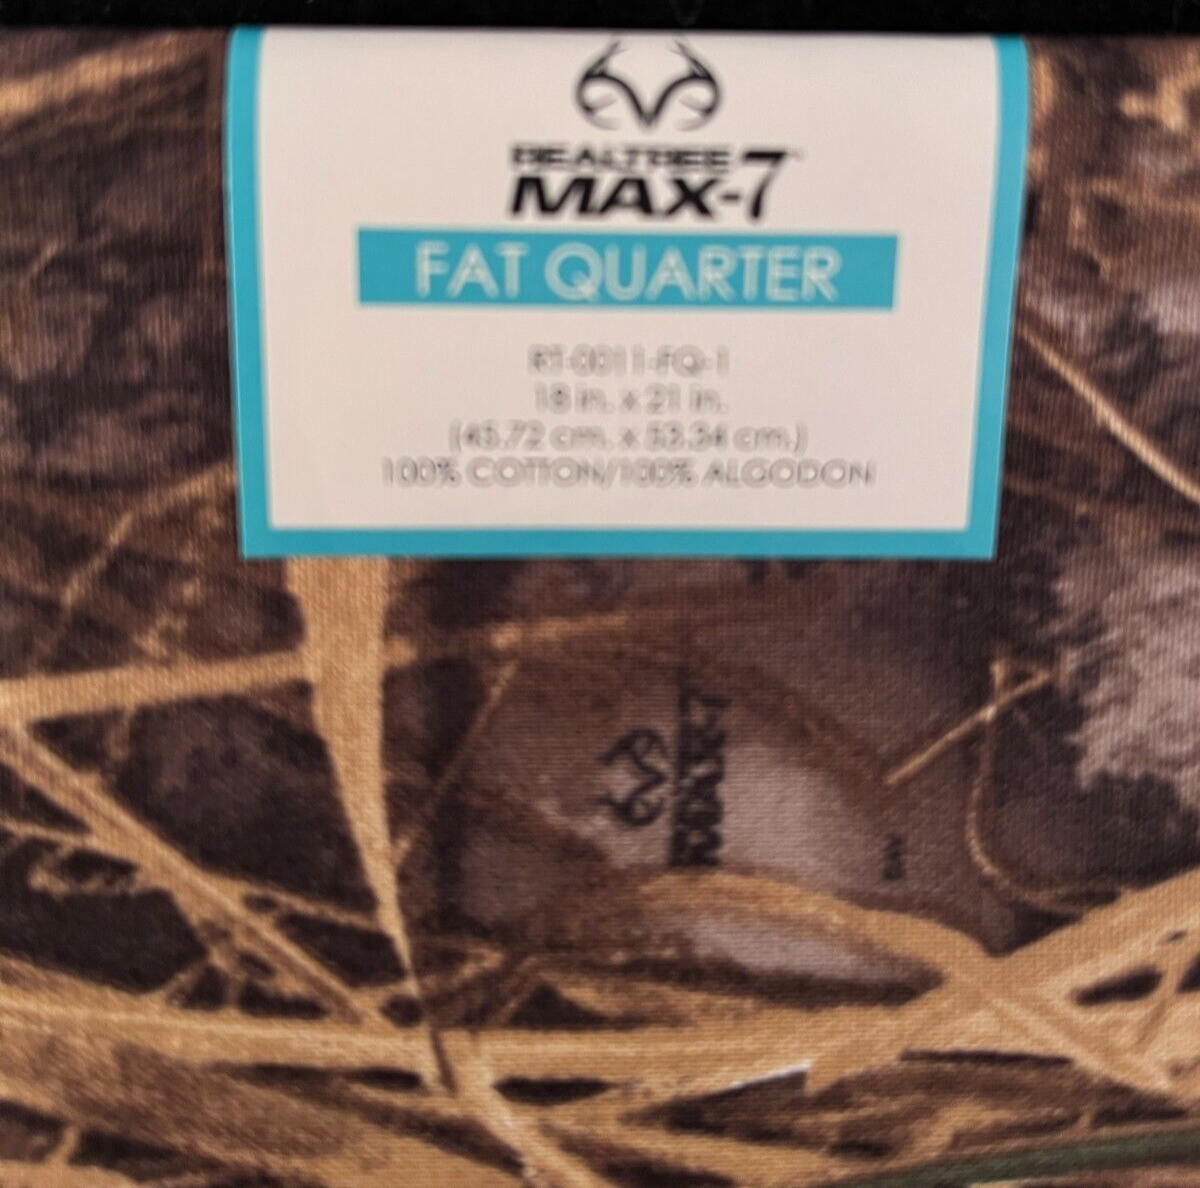 REALTREE
MAX-7
FAT QUARTER
RT-0011-FQ-1
18 in. x 21 in.
(45.72 cm. x 53.34 cm.)
100% COTTON/100% ALGODON